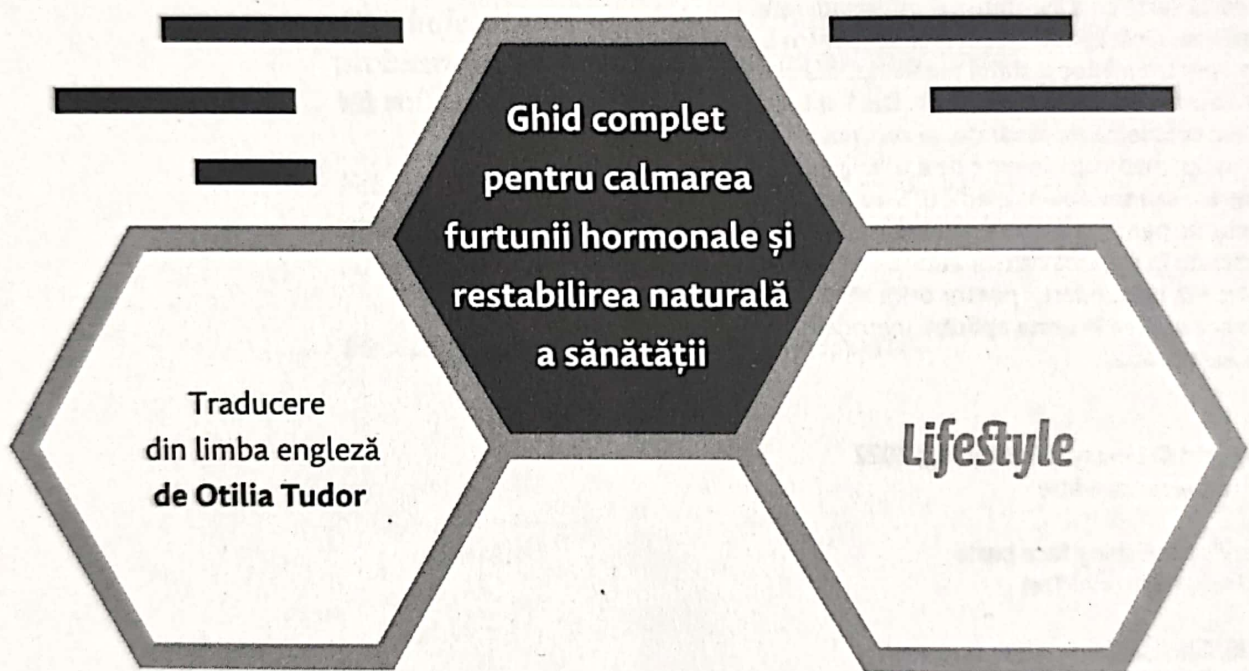 Ghid complet
pentru calmarea
furtunii hormonale și
restabilirea naturală
a sănătății
Traducere
din limba engleză
de Otilia Tudor
Lifestyle